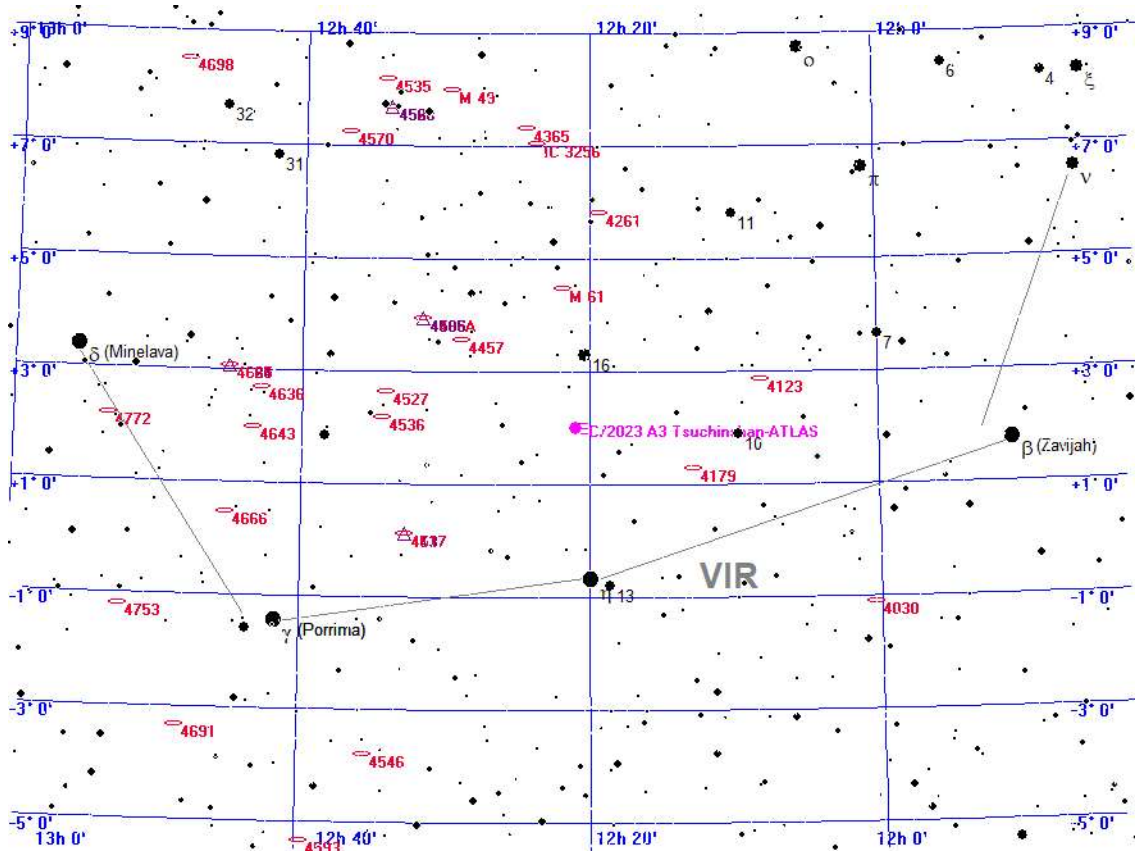 +9° 0'
13h 0'
12h 40'
12h 20'
12h 0'
+9° 0'
4698
4535
M 49
ο
6
4
ξ
32
4570
4365
IC 3256
+7° 0'
+7° 0'
31
π
ν
4261
11
+5° 0'
+5° 0'
M 61
4457
7
δ (Minelava)
16
+3° 0'
+3° 0'
4636
4527
4123
4772
4643
4536
C/2023 A3 Tsuchinshan-ATLAS
10
β (Zavijah)
4179
+1° 0'
+1° 0'
4666
VIR
-1° 0'
-1° 0'
4753
γ (Porrima)
η 13
4030
-3° 0'
-3° 0'
4691
4546
-5° 0'
-5° 0'
13h 0'
12h 40'
12h 20'
12h 0'
4593